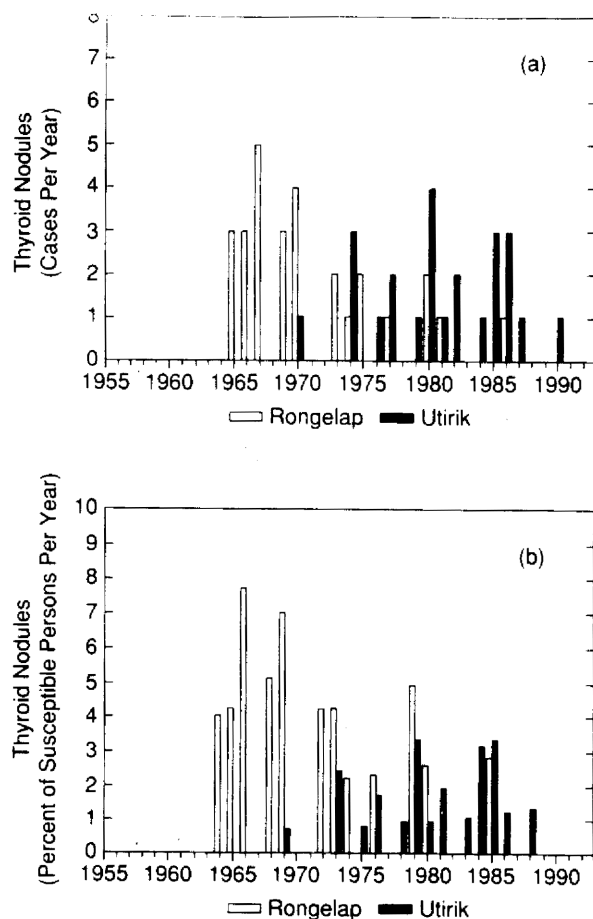 8
(a)
7
6
5
4
3
2
1
0
Thyroid Nodules
(Cases Per Year)
1955 1960 1965 1970 1975 1980 1985 1990
Rongelap Utirik
10
9
(b)
8
7
6
5
4
3
2
1
0
Thyroid Nodules
(Percent of Susceptible Persons Per Year)
1955 1960 1965 1970 1975 1980 1985 1990
Rongelap Utirik